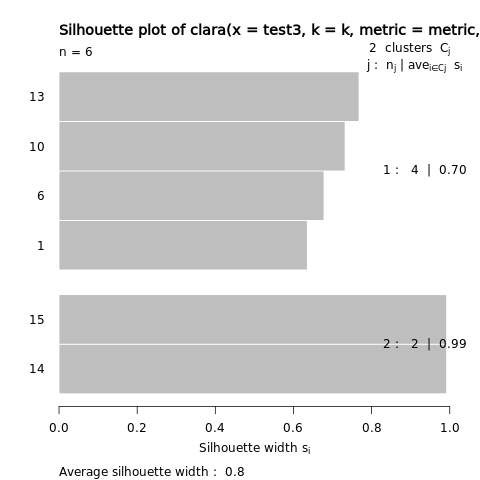 Silhouette plot of clara(x = test3, k = k, metric = metric,
n = 6
2 clusters Cj
j : nj | avei∈Cj si
13
10
1 : 4 | 0.70
6
1
15
2 : 2 | 0.99
14
0.0 0.2 0.4 0.6 0.8 1.0
Silhouette width si
Average silhouette width : 0.8